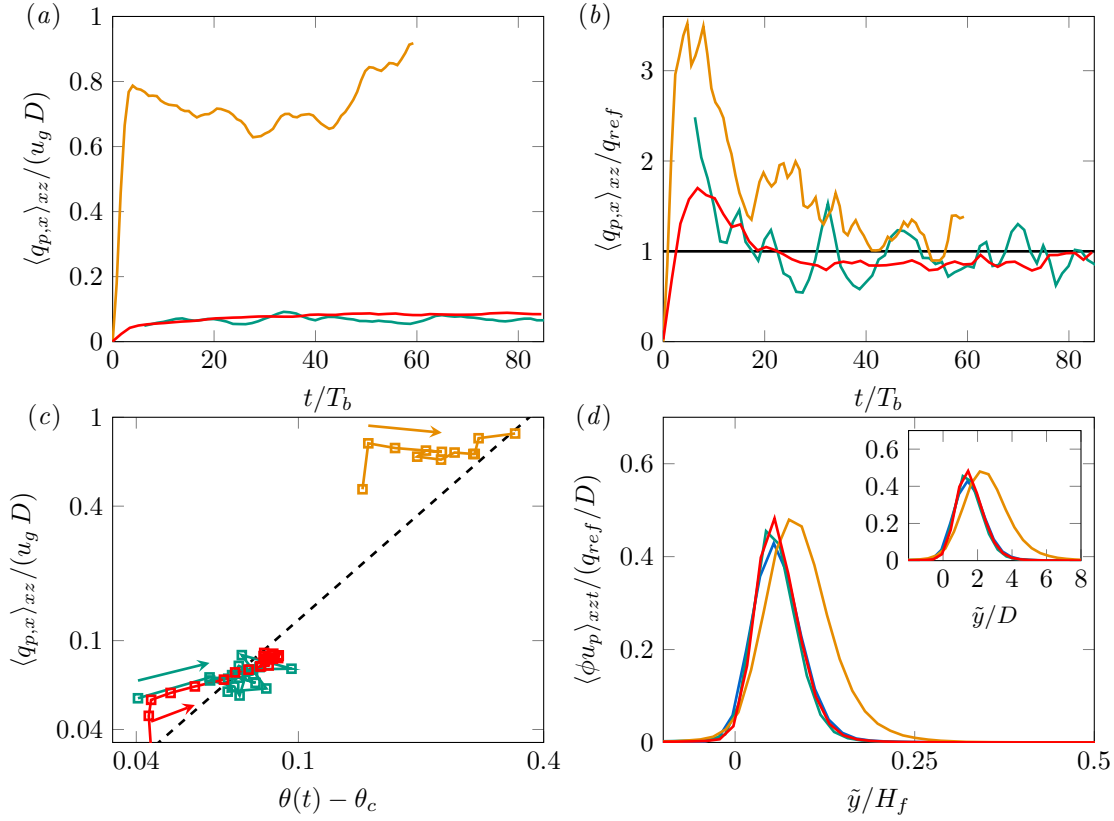 (a)
1
0.8
0.6
0.4
0.2
0
0 20 40 60 80
t/T_b
⟨q_{p,x}⟩_{xz}/(u_g D)
(b)
3
2
1
0
0 20 40 60 80
t/T_b
⟨q_{p,x}⟩_{xz}/q_{ref}
(c)
1
0.4
0.1
0.04
0.04 0.1 0.4
θ(t) − θ_c
⟨q_{p,x}⟩_{xz}/(u_g D)
(d)
0.6
0.4
0.2
0
0 0.25 0.5
ỹ/H_f
⟨ϕu_p⟩_{xzt}/(q_{ref}/D)
0.6
0.4
0.2
0
0 2 4 6 8
ỹ/D